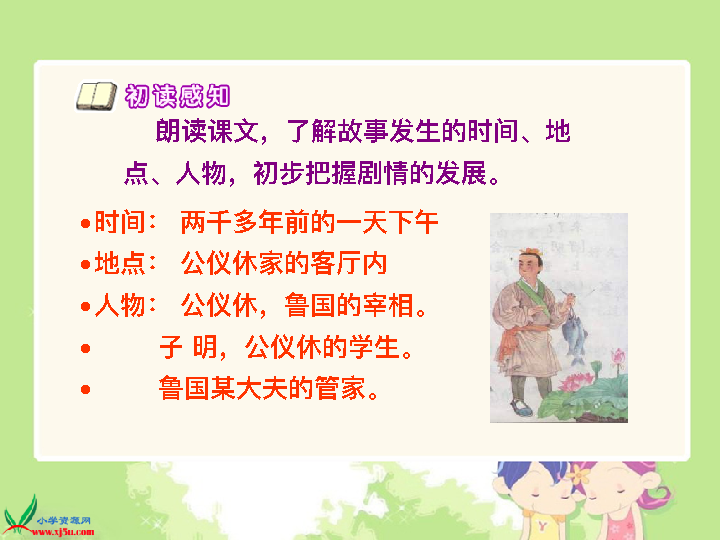 初读感知
朗读课文，了解故事发生的时间、地
点、人物，初步把握剧情的发展。
•时间： 两千多年前的一天下午
•地点： 公仪休家的客厅内
•人物： 公仪休，鲁国的宰相。
• 子 明，公仪休的学生。
• 鲁国某大夫的管家。
小学资源网
www.xj5u.com